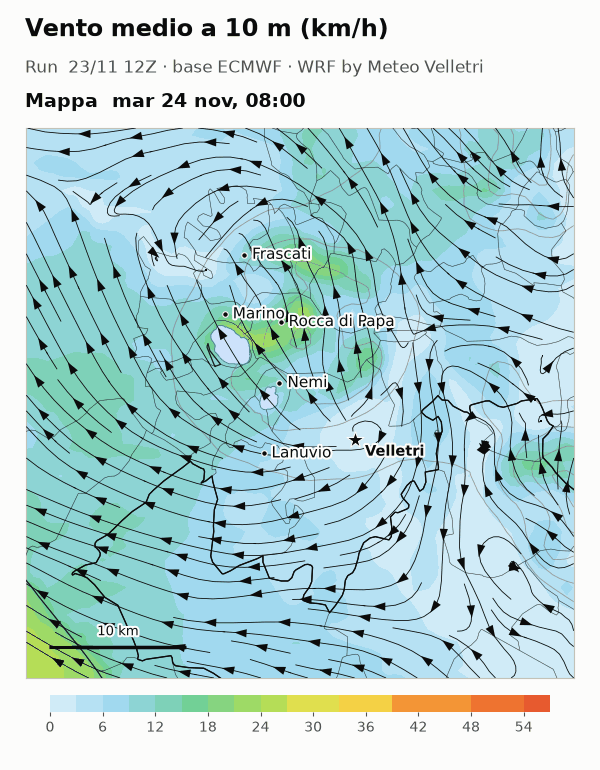 Vento medio a 10 m (km/h)
Run  23/11 12Z · base ECMWF · WRF by Meteo Velletri
Mappa  mar 24 nov, 08:00
Frascati
Marino
Rocca di Papa
Nemi
Velletri
Lanuvio
10 km
0 6 12 18 24 30 36 42 48 54